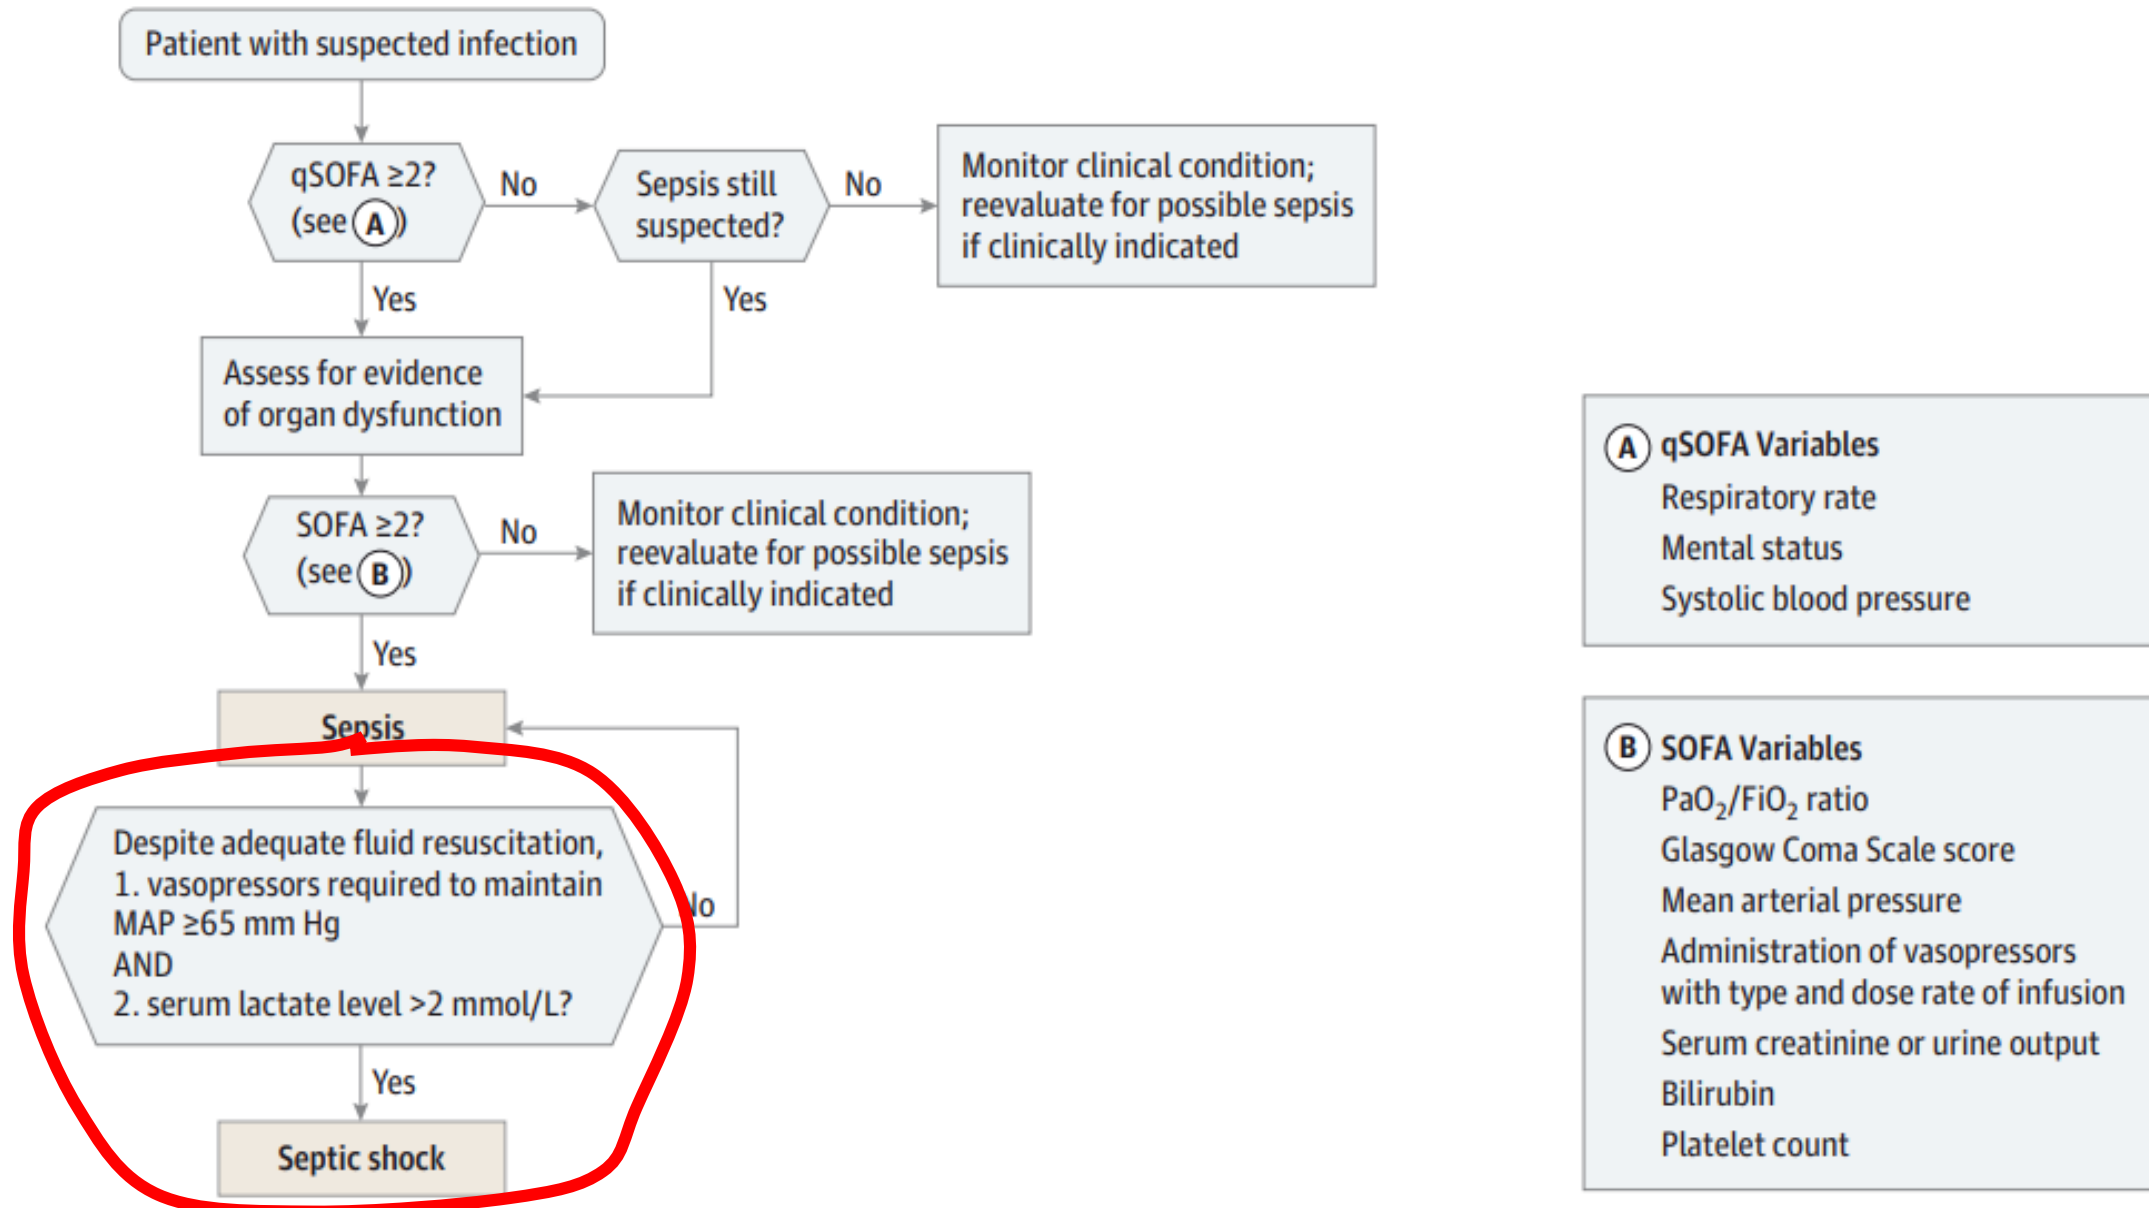 Patient with suspected infection
qSOFA ≥2?
(see A)
No
Sepsis still
suspected?
No
Monitor clinical condition;
reevaluate for possible sepsis
if clinically indicated
Yes
Yes
Assess for evidence
of organ dysfunction
SOFA ≥2?
(see B)
No
Monitor clinical condition;
reevaluate for possible sepsis
if clinically indicated
Yes
Sepsis
Despite adequate fluid resuscitation,
1. vasopressors required to maintain
MAP ≥65 mm Hg
AND
2. serum lactate level >2 mmol/L?
No
Yes
Septic shock
A qSOFA Variables
Respiratory rate
Mental status
Systolic blood pressure
B SOFA Variables
PaO₂/FiO₂ ratio
Glasgow Coma Scale score
Mean arterial pressure
Administration of vasopressors
with type and dose rate of infusion
Serum creatinine or urine output
Bilirubin
Platelet count